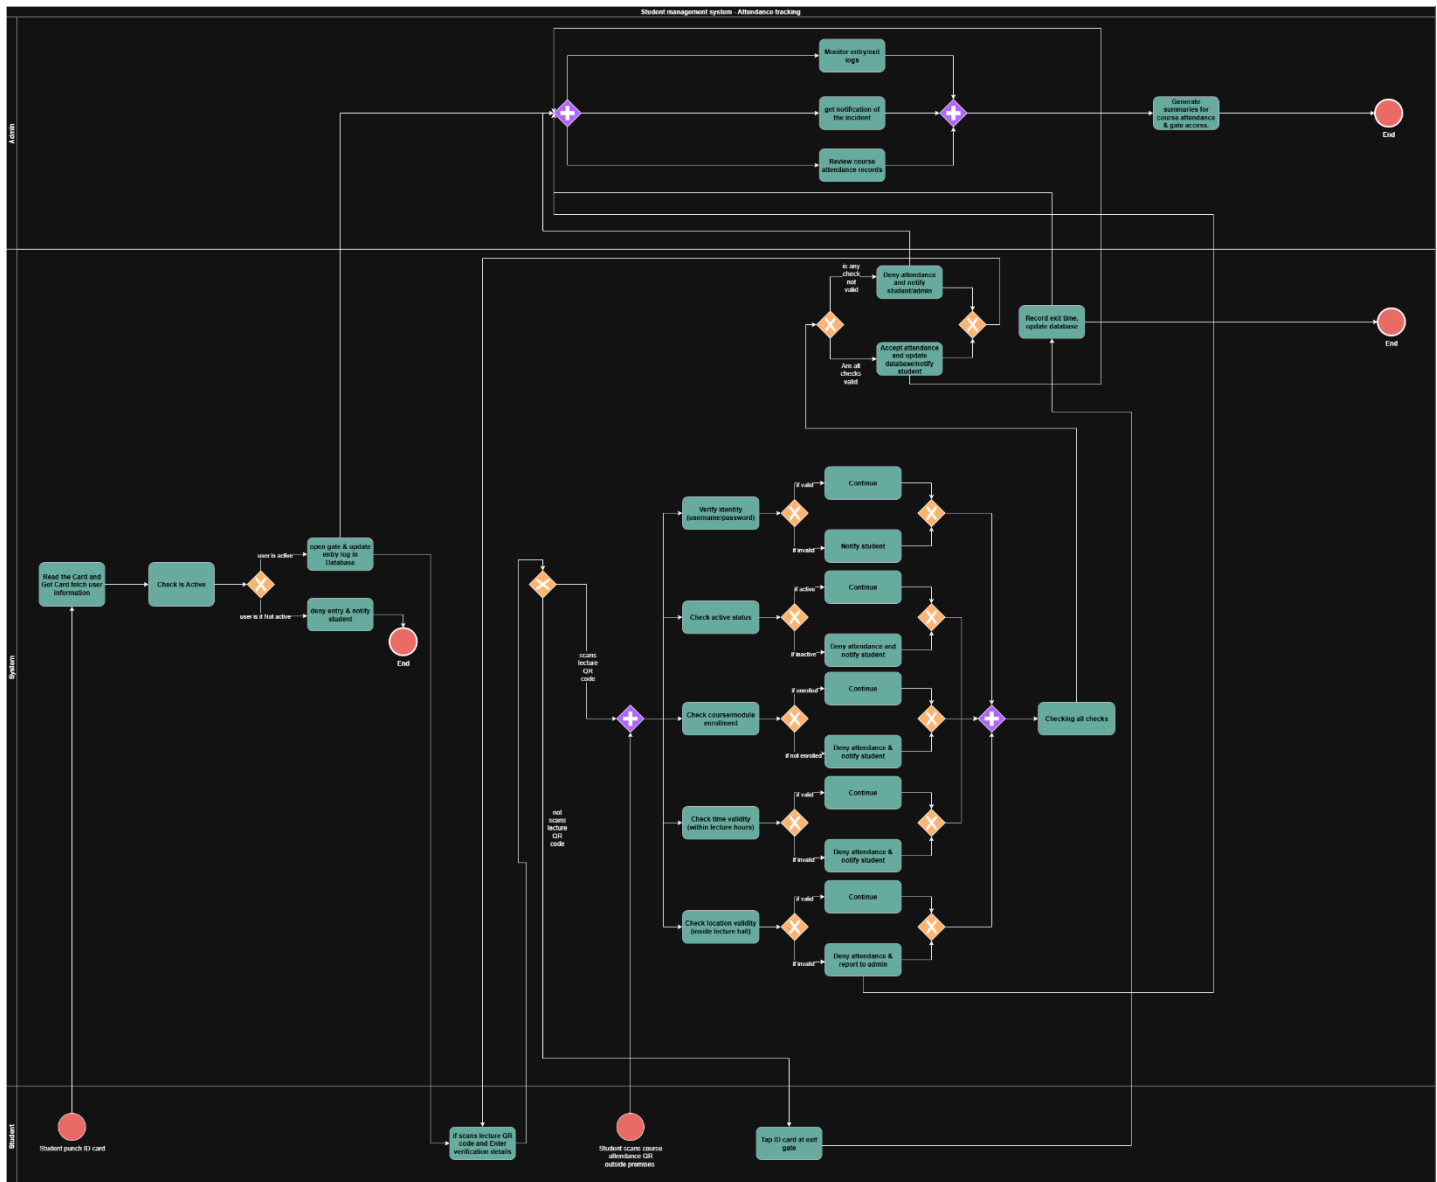 Student management system - Attendance tracking
Admin
Monitor entry/exit
logs
get notification of
the incident
Review course
attendance records
Generate
summaries for
course attendance
& gate access.
End
System
is any
check
not
valid
Deny attendance
and notify
student/admin
Are all
checks
valid
Accept attendance
and update
database/notify
student
Record exit time,
update database
End
Read the Card and
Get Card fetch user
information
Check Is Active
user is active
open gate & update
entry log in
Database
user is it Not active
deny entry & notify
student
End
scans
lecture
QR
code
not
scans
lecture
QR
code
Verify identity
(username/password)
if valid
Continue
if invalid
Notify student
Check active status
if active
Continue
if inactive
Deny attendance and
notify student
Check course/module
enrollment
if enrolled
Continue
if not enrolled
Deny attendance &
notify student
Check time validity
(within lecture hours)
if valid
Continue
if invalid
Deny attendance &
notify student
Check location validity
(inside lecture hall)
if valid
Continue
if invalid
Deny attendance &
report to admin
Checking all checks
Student
Student punch ID card
if scans lecture QR
code and Enter
verification details
Student scans course
attendance QR
outside premises
Tap ID card at exit
gate